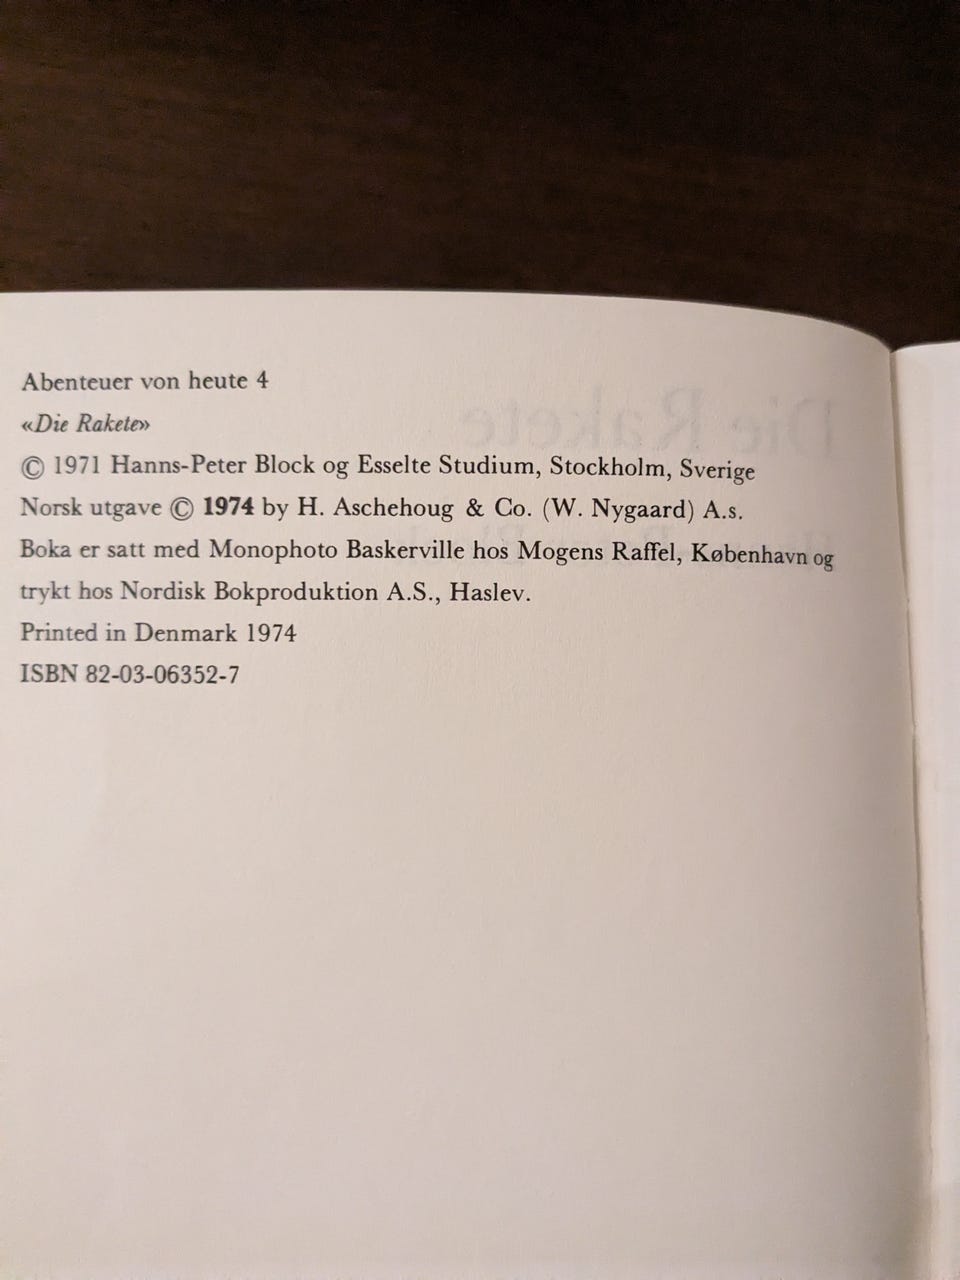 Abenteuer von heute 4
«Die Rakete»
© 1971 Hanns-Peter Block og Esselte Studium, Stockholm, Sverige
Norsk utgave © 1974 by H. Aschehoug & Co. (W. Nygaard) A.s.
Boka er satt med Monophoto Baskerville hos Mogens Raffel, København og
trykt hos Nordisk Bokproduktion A.S., Haslev.
Printed in Denmark 1974
ISBN 82-03-06352-7
Die Rakete